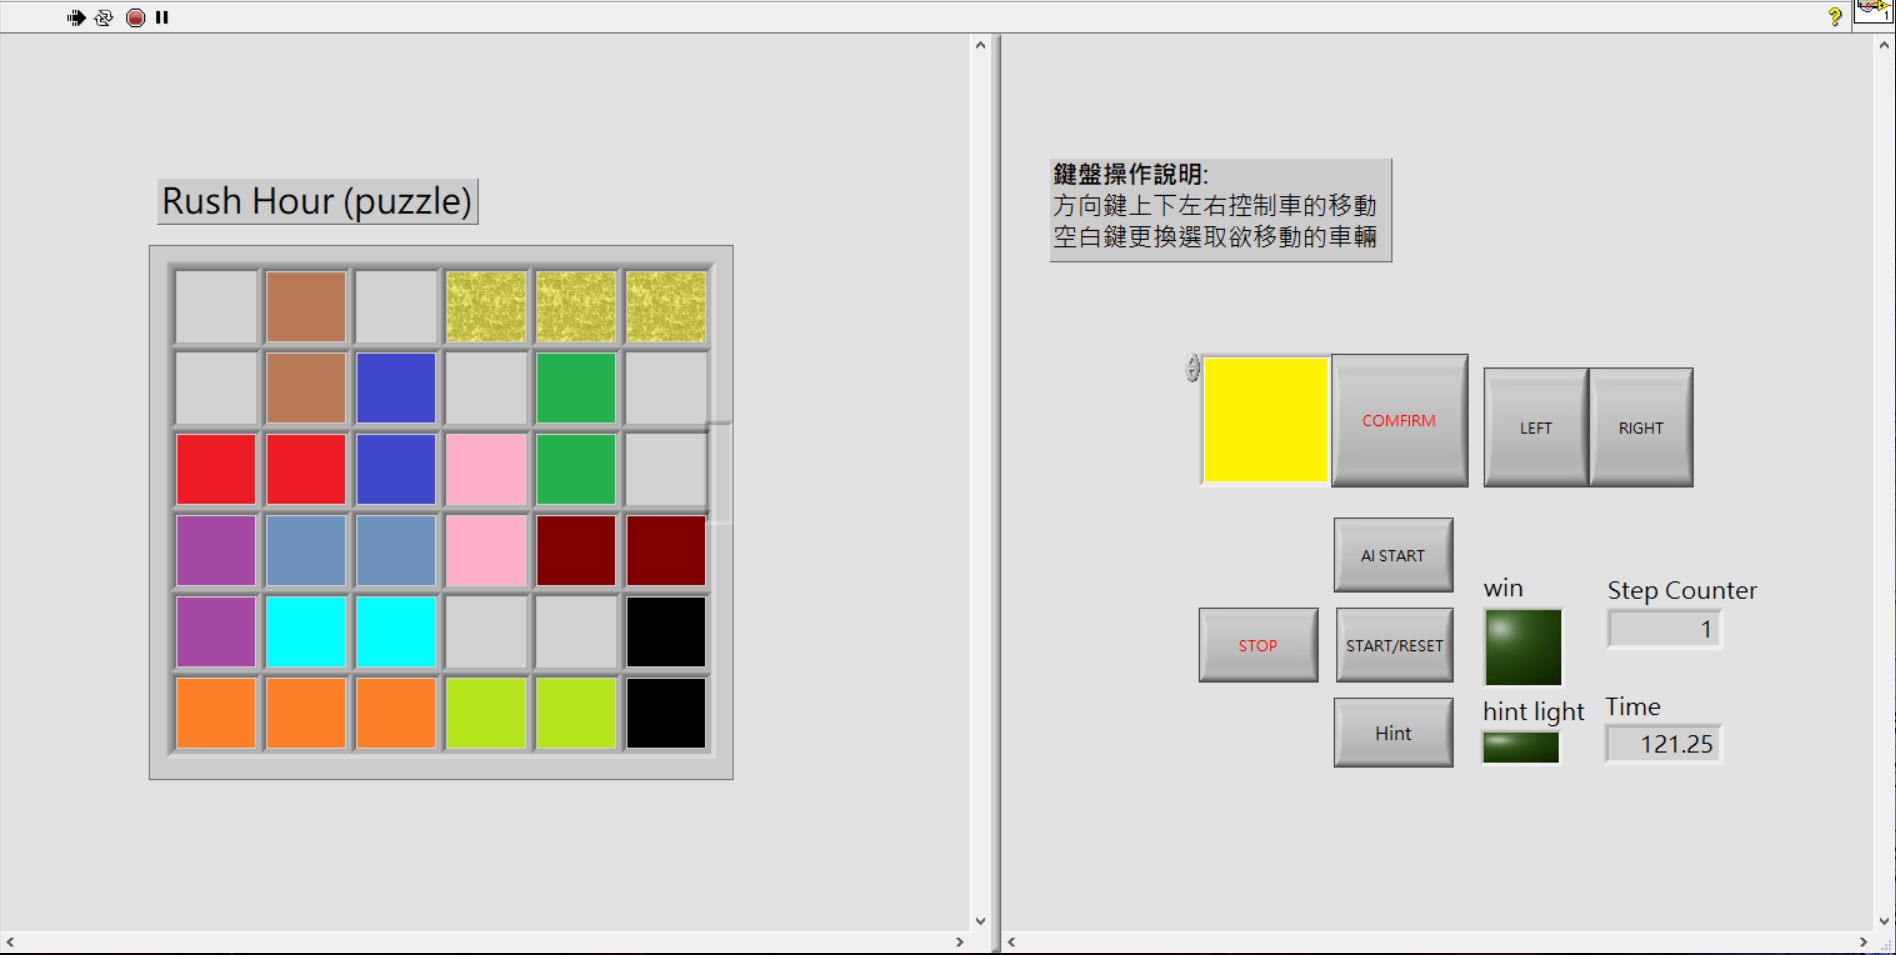 ?
1
Rush Hour (puzzle)
鍵盤操作說明:
方向鍵上下左右控制車的移動
空白鍵更換選取欲移動的車輛
COMFIRM
LEFT
RIGHT
AI START
STOP
START/RESET
Hint
win
Step Counter
1
hint light
Time
121.25